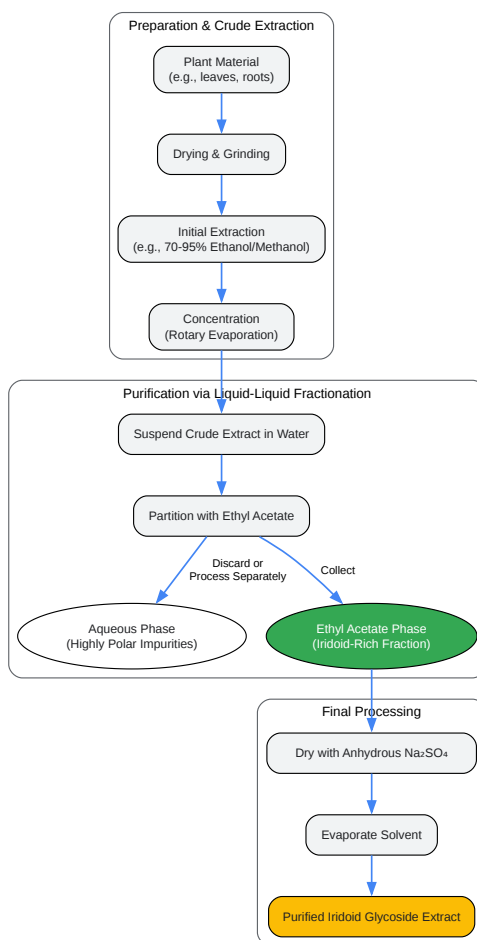 Preparation & Crude Extraction
Plant Material
(e.g., leaves, roots)
Drying & Grinding
Initial Extraction
(e.g., 70-95% Ethanol/Methanol)
Concentration
(Rotary Evaporation)
Purification via Liquid-Liquid Fractionation
Suspend Crude Extract in Water
Partition with Ethyl Acetate
Discard or
Process Separately
Collect
Aqueous Phase
(Highly Polar Impurities)
Ethyl Acetate Phase
(Iridoid-Rich Fraction)
Final Processing
Dry with Anhydrous Na₂SO₄
Evaporate Solvent
Purified Iridoid Glycoside Extract